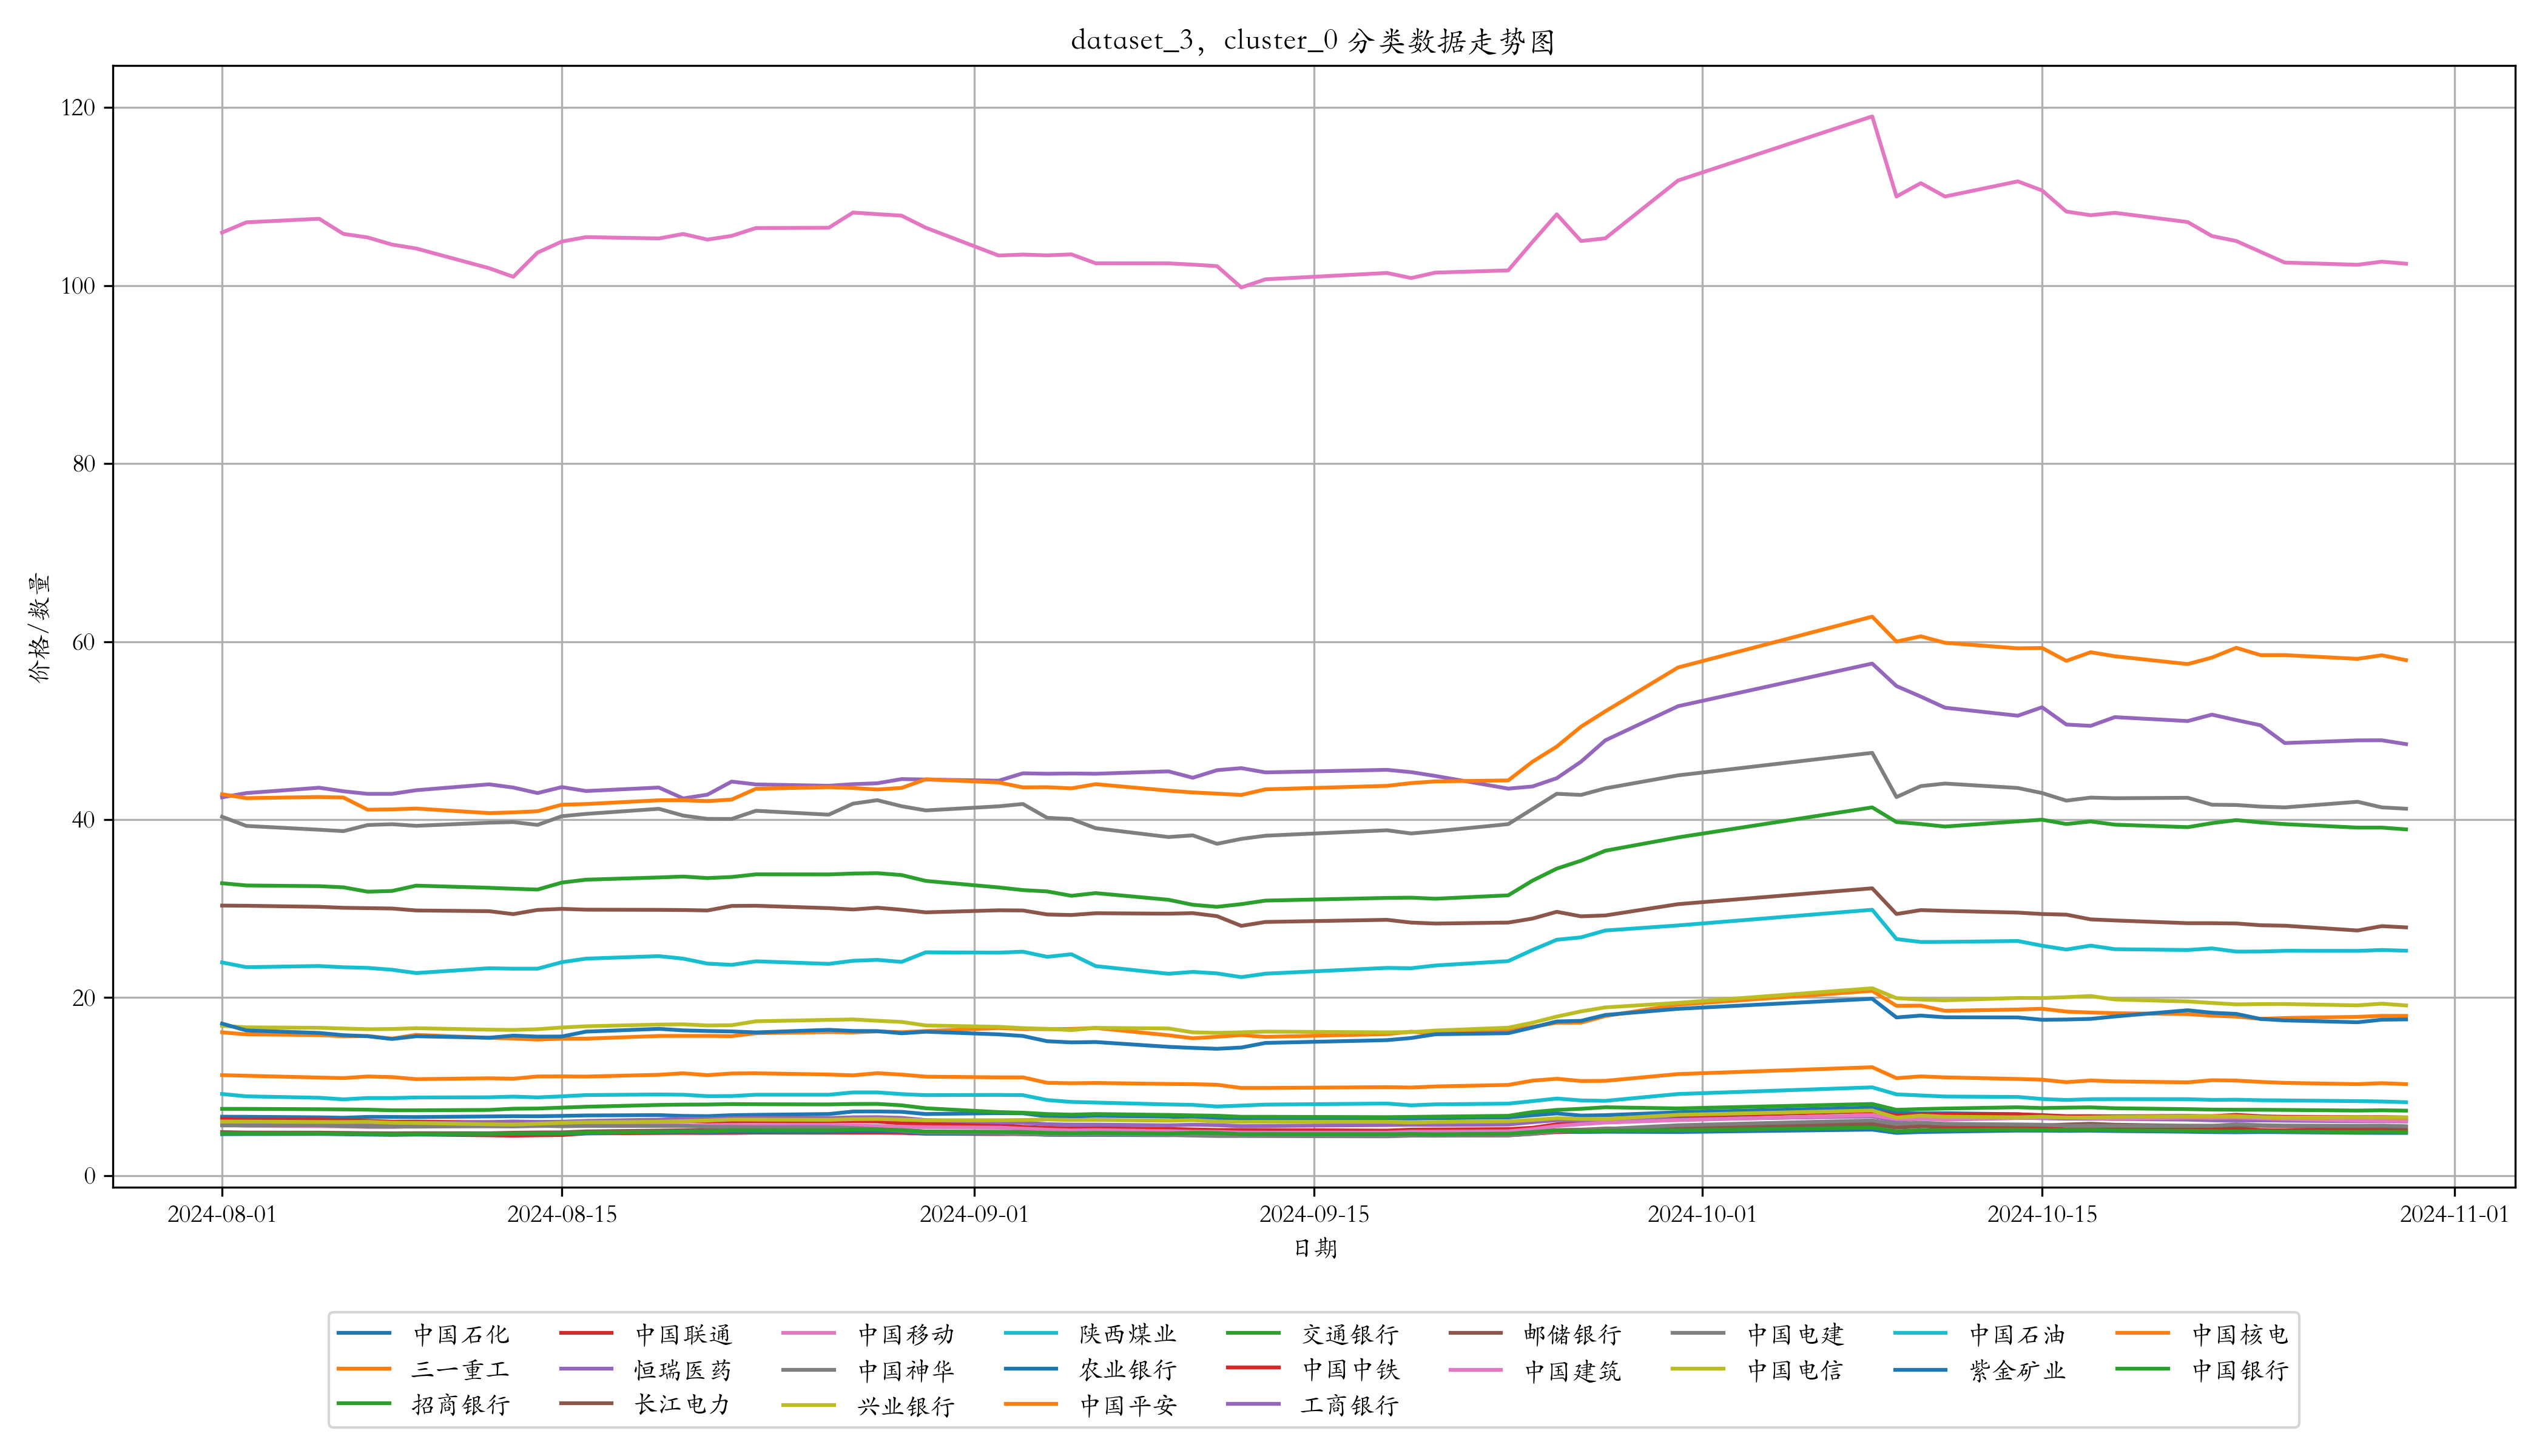 dataset_3，cluster_0 分类数据走势图
120
100
80
60
40
20
0
价格/数量
2024-08-01 2024-08-15 2024-09-01 2024-09-15 2024-10-01 2024-10-15 2024-11-01
日期
中国石化 中国联通 中国移动 陕西煤业 交通银行 邮储银行 中国电建 中国石油 中国核电
三一重工 恒瑞医药 中国神华 农业银行 中国中铁 中国建筑 中国电信 紫金矿业 中国银行
招商银行 长江电力 兴业银行 中国平安 工商银行